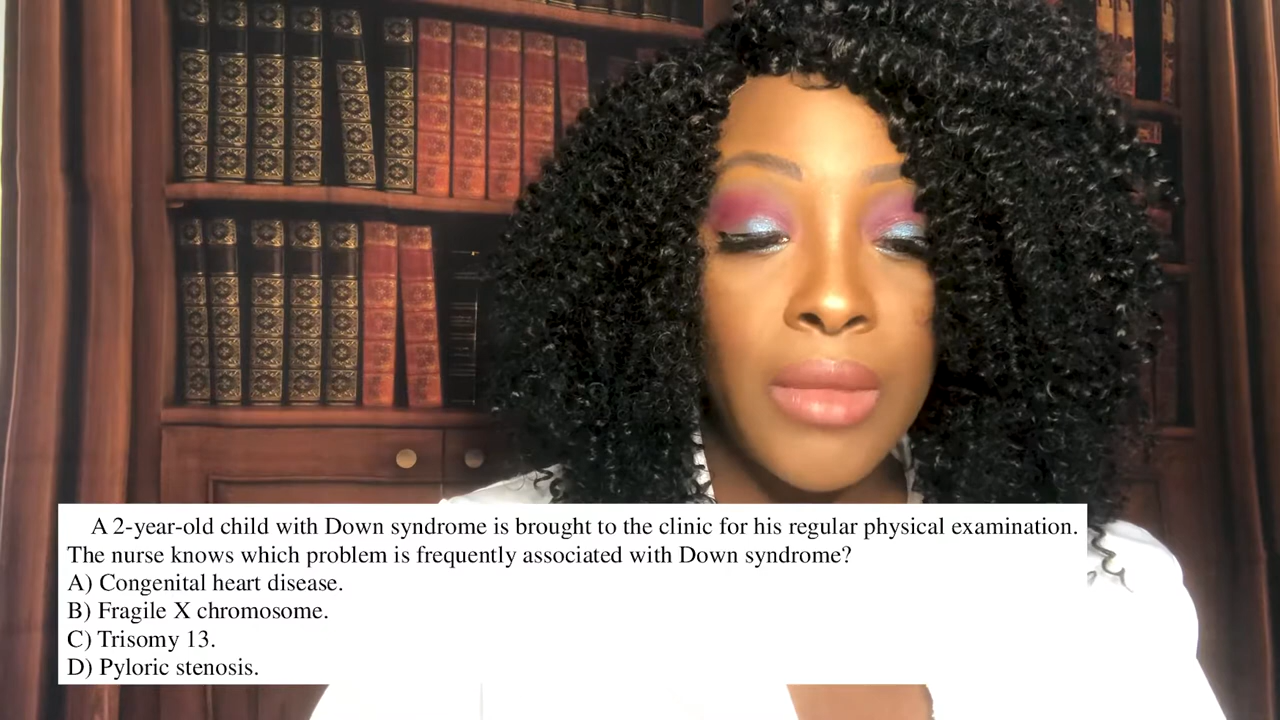 A 2-year-old child with Down syndrome is brought to the clinic for his regular physical examination.
The nurse knows which problem is frequently associated with Down syndrome?
A) Congenital heart disease.
B) Fragile X chromosome.
C) Trisomy 13.
D) Pyloric stenosis.